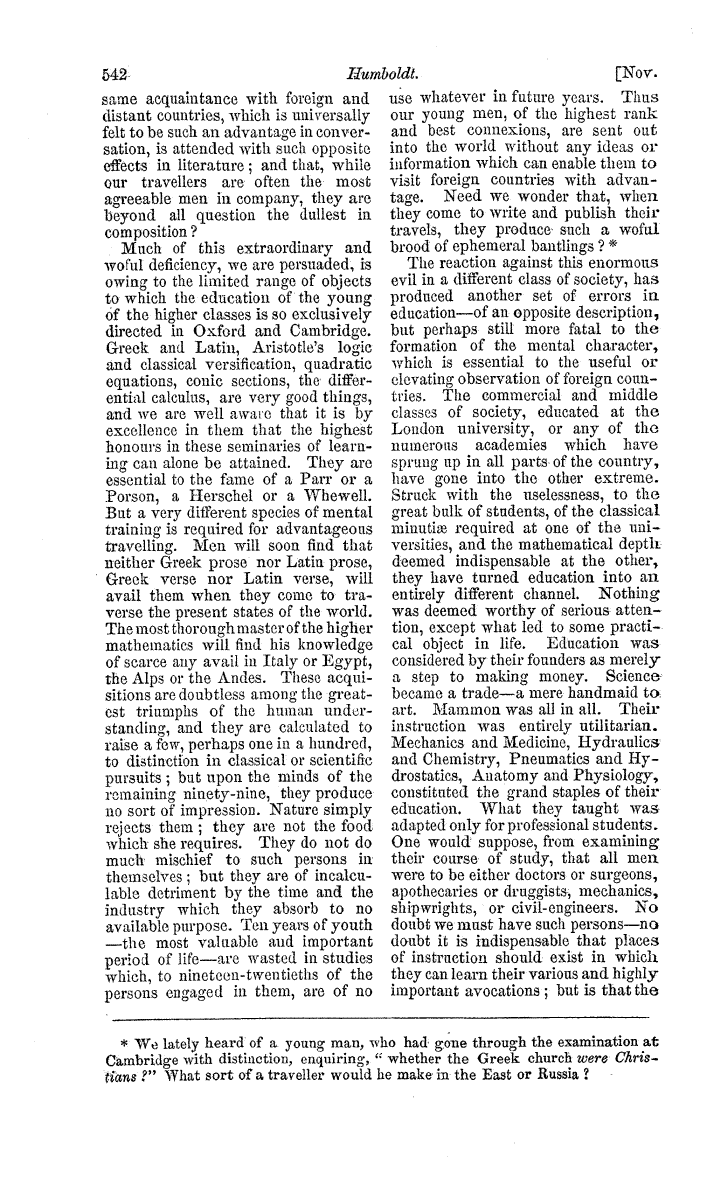 542 Humboldt. [Nov.
same acquaintance with foreign and
distant countries, which is universally
felt to be such an advantage in conver-
sation, is attended with such opposite
effects in literature; and that, while
our travellers are often the most
agreeable men in company, they are
beyond all question the dullest in
composition?
Much of this extraordinary and
woful deficiency, we are persuaded, is
owing to the limited range of objects
to which the education of the young
of the higher classes is so exclusively
directed in Oxford and Cambridge.
Greek and Latin, Aristotle's logic
and classical versification, quadratic
equations, conic sections, the differ-
ential calculus, are very good things,
and we are well aware that it is by
excellence in them that the highest
honours in these seminaries of learn-
ing can alone be attained. They are
essential to the fame of a Parr or a
Porson, a Herschel or a Whewell.
But a very different species of mental
training is required for advantageous
travelling. Men will soon find that
neither Greek prose nor Latin prose,
Greek verse nor Latin verse, will
avail them when they come to tra-
verse the present states of the world.
The most thorough master of the higher
mathematics will find his knowledge
of scarce any avail in Italy or Egypt,
the Alps or the Andes. These acqui-
sitions are doubtless among the great-
est triumphs of the human under-
standing, and they are calculated to
raise a few, perhaps one in a hundred,
to distinction in classical or scientific
pursuits; but upon the minds of the
remaining ninety-nine, they produce
no sort of impression. Nature simply
rejects them; they are not the food
which she requires. They do not do
much mischief to such persons in
themselves; but they are of incalcu-
lable detriment by the time and the
industry which they absorb to no
available purpose. Ten years of youth
—the most valuable and important
period of life—are wasted in studies
which, to nineteen-twentieths of the
persons engaged in them, are of no
use whatever in future years. Thus
our young men, of the highest rank
and best connexions, are sent out
into the world without any ideas or
information which can enable them to
visit foreign countries with advan-
tage. Need we wonder that, when
they come to write and publish their
travels, they produce such a woful
brood of ephemeral bantlings?*
The reaction against this enormous
evil in a different class of society, has
produced another set of errors in
education—of an opposite description,
but perhaps still more fatal to the
formation of the mental character,
which is essential to the useful or
elevating observation of foreign coun-
tries. The commercial and middle
classes of society, educated at the
London university, or any of the
numerous academies which have
sprung up in all parts of the country,
have gone into the other extreme.
Struck with the uselessness, to the
great bulk of students, of the classical
minutiæ required at one of the uni-
versities, and the mathematical depth
deemed indispensable at the other,
they have turned education into an
entirely different channel. Nothing
was deemed worthy of serious atten-
tion, except what led to some practi-
cal object in life. Education was
considered by their founders as merely
a step to making money. Science
became a trade—a mere handmaid to
art. Mammon was all in all. Their
instruction was entirely utilitarian.
Mechanics and Medicine, Hydraulics
and Chemistry, Pneumatics and Hy-
drostatics, Anatomy and Physiology,
constituted the grand staples of their
education. What they taught was
adapted only for professional students.
One would suppose, from examining
their course of study, that all men
were to be either doctors or surgeons,
apothecaries or druggists, mechanics,
shipwrights, or civil-engineers. No
doubt we must have such persons—no
doubt it is indispensable that places
of instruction should exist in which
they can learn their various and highly
important avocations; but is that the
* We lately heard of a young man, who had gone through the examination at
Cambridge with distinction, enquiring, "whether the Greek church were Chris-
tians?" What sort of a traveller would he make in the East or Russia?